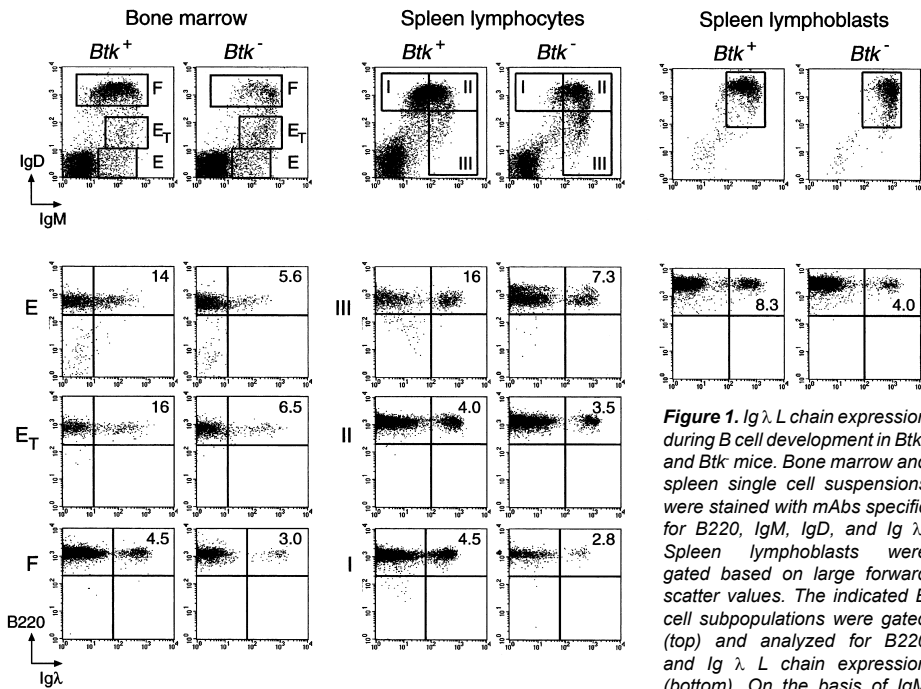 Bone marrow
Spleen lymphocytes
Spleen lymphoblasts
Btk+ Btk- Btk+ Btk- Btk+ Btk-
F F I II I II
ET ET
E E III III
IgD
IgM
10⁰ 10¹ 10² 10³ 10⁴
E 14 5.6 III 16 7.3 8.3 4.0
ET 16 6.5 II 4.0 3.5
F 4.5 3.0 I 4.5 2.8
B220
Igλ
Figure 1. Ig λ L chain expression
during B cell development in Btk+
and Btk- mice. Bone marrow and
spleen single cell suspensions
were stained with mAbs specific
for B220, IgM, IgD, and Ig λ.
Spleen lymphoblasts were
gated based on large forward
scatter values. The indicated B
cell subpopulations were gated
(top) and analyzed for B220
and Ig λ L chain expression
(bottom). On the basis of IgM